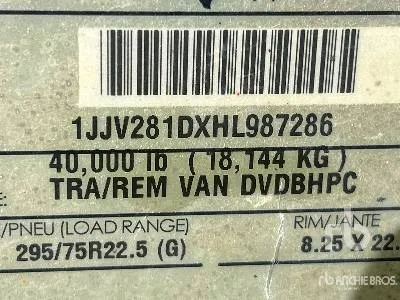 1JJV281DXHL987286
40,000 lb (18,144 KG)
E: TRA/REM VAN DVDBHPC
/PNEU (LOAD RANGE) RIM/JANTE
295/75R22.5 (G) 8.25 X 22.
RITCHIE BROS.